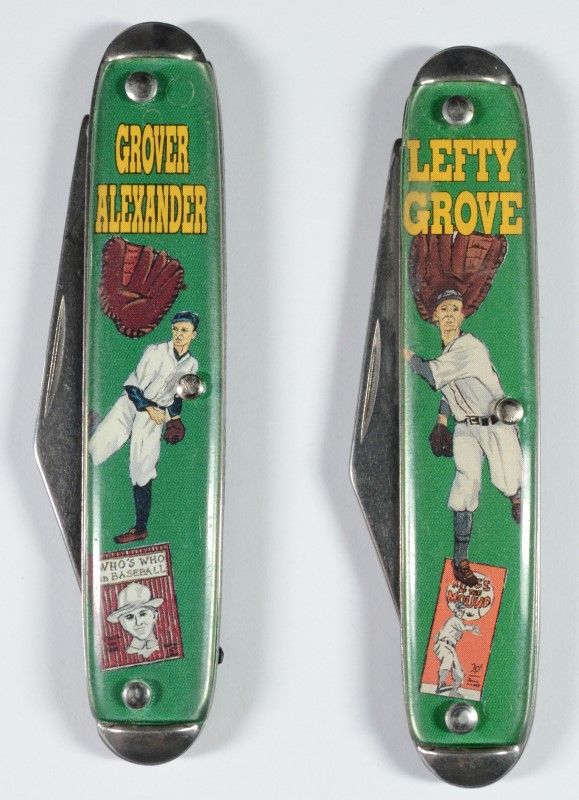 GROVER
ALEXANDER
WHO'S WHO
in BASEBALL
LEFTY
GROVE
MOUND